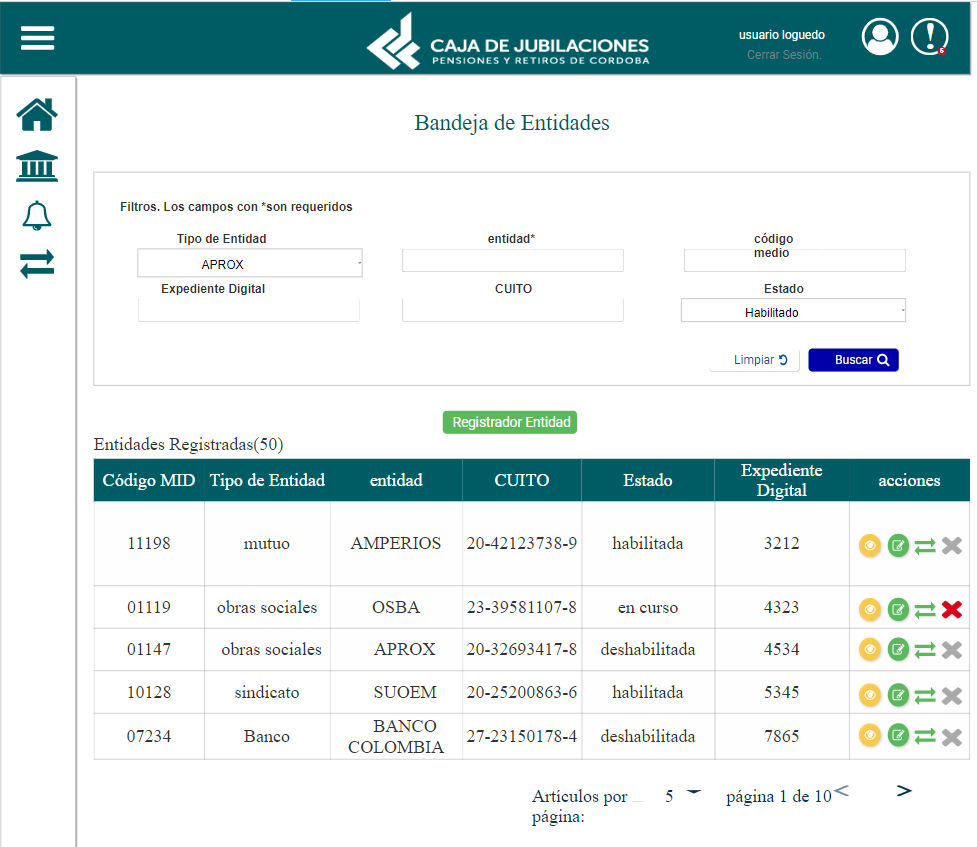 CAJA DE JUBILACIONES
PENSIONES Y RETIROS DE CORDOBA
usuario loguedo
Cerrar Sesión.
6
Bandeja de Entidades
Filtros. Los campos con *son requeridos
Tipo de Entidad
entidad*
código
medio
APROX
Expediente Digital
CUITO
Estado
Habilitado
Limpiar
Buscar
Registrador Entidad
Entidades Registradas(50)
Código MID Tipo de Entidad entidad CUITO Estado Expediente Digital acciones
11198 mutuo AMPERIOS 20-42123738-9 habilitada 3212
01119 obras sociales OSBA 23-39581107-8 en curso 4323
01147 obras sociales APROX 20-32693417-8 deshabilitada 4534
10128 sindicato SUOEM 20-25200863-6 habilitada 5345
07234 Banco BANCO COLOMBIA 27-23150178-4 deshabilitada 7865
Artículos por página: 5 página 1 de 10 < >